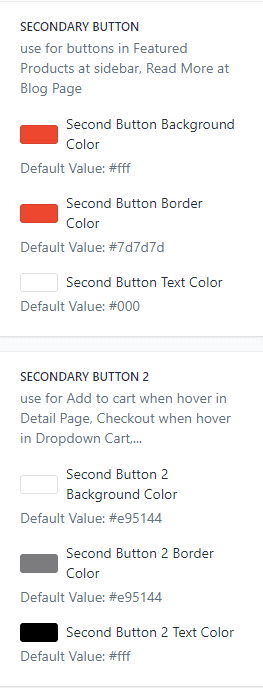 SECONDARY BUTTON
use for buttons in Featured
Products at sidebar, Read More at
Blog Page
Second Button Background
Color
Default Value: #fff
Second Button Border
Color
Default Value: #7d7d7d
Second Button Text Color
Default Value: #000
SECONDARY BUTTON 2
use for Add to cart when hover in
Detail Page, Checkout when hover
in Dropdown Cart,...
Second Button 2
Background Color
Default Value: #e95144
Second Button 2 Border
Color
Default Value: #e95144
Second Button 2 Text Color
Default Value: #fff